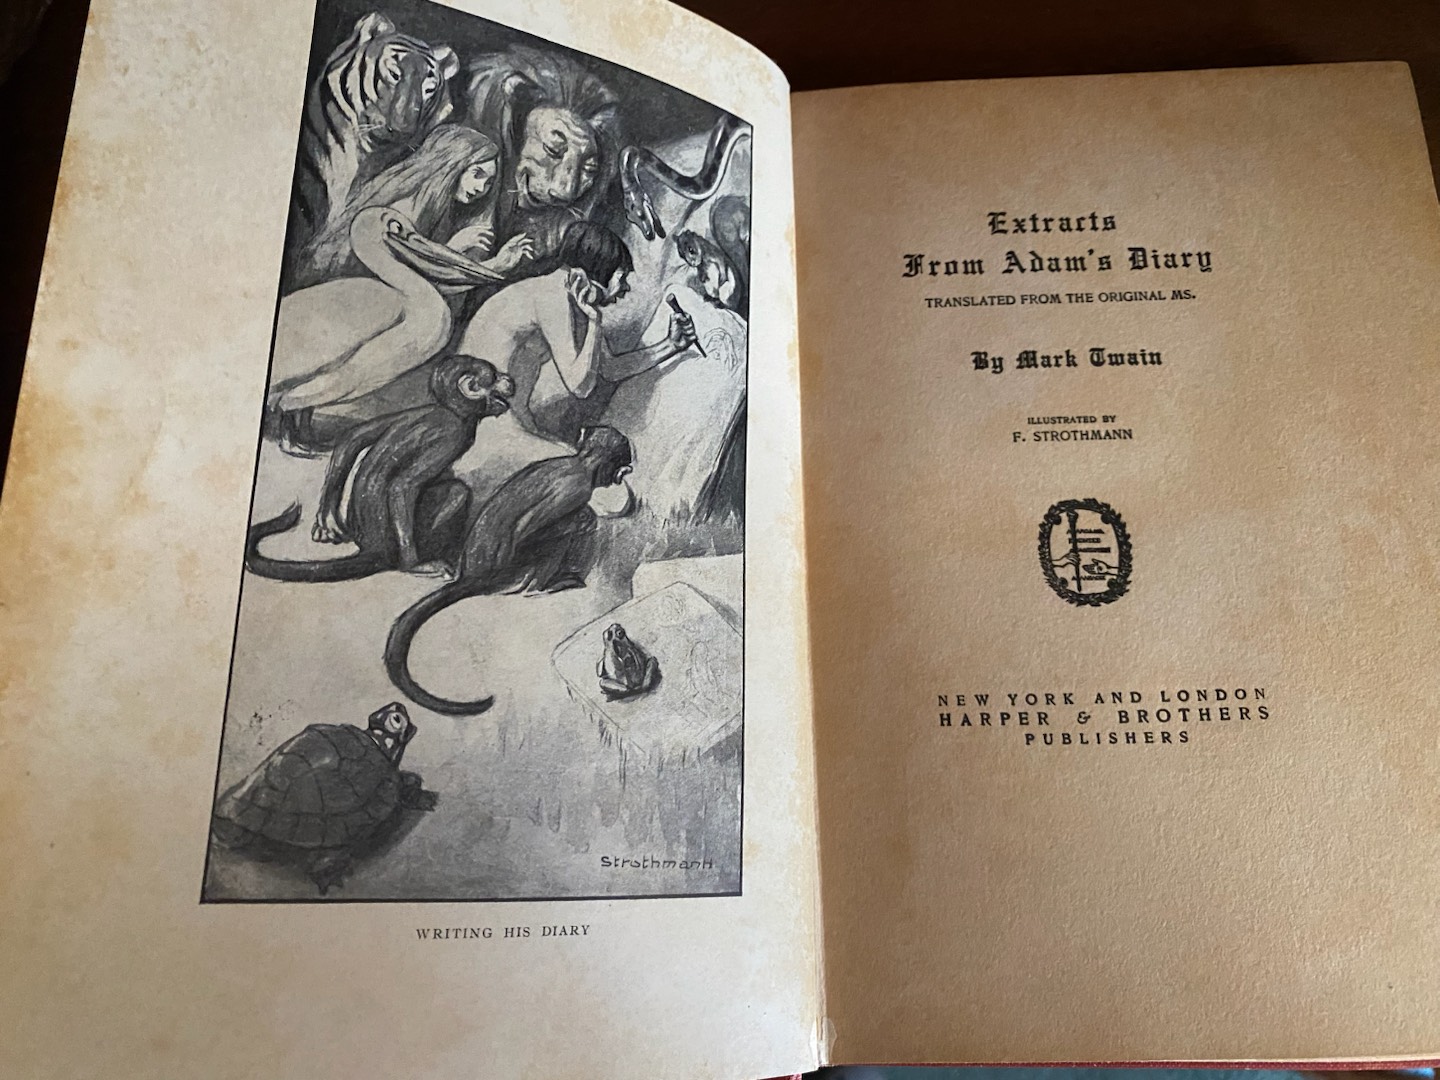 Strothmann
WRITING HIS DIARY
Extracts
From Adam's Diary
TRANSLATED FROM THE ORIGINAL MS.
By Mark Twain
ILLUSTRATED BY
F. STROTHMANN
NEW YORK AND LONDON
HARPER & BROTHERS
PUBLISHERS